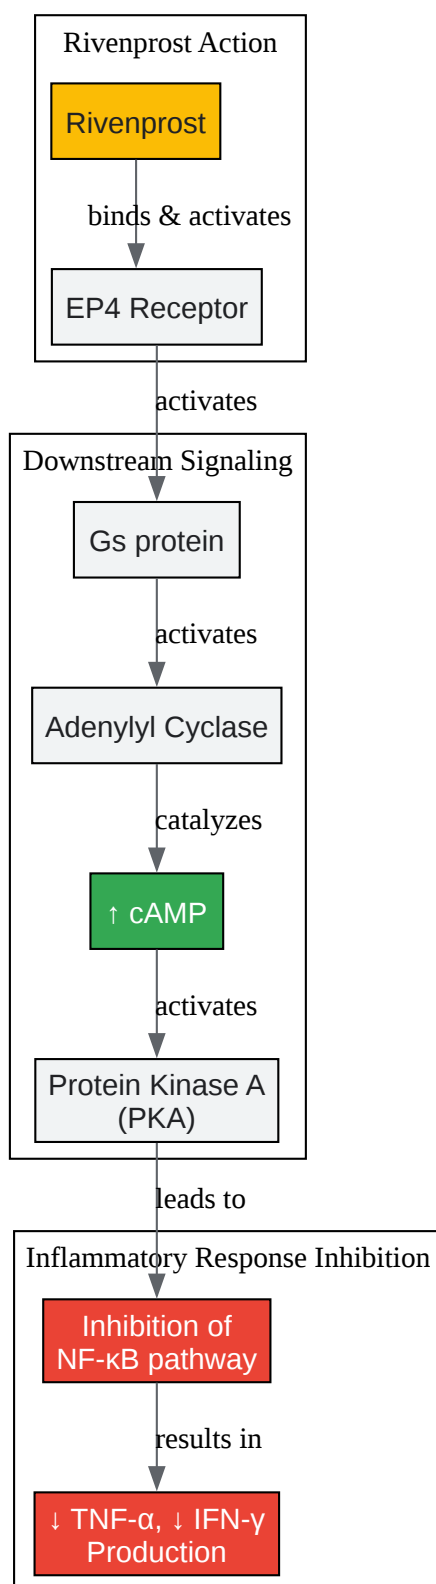 Rivenprost Action
Rivenprost
binds & activates
EP4 Receptor
activates
Downstream Signaling
Gs protein
activates
Adenylyl Cyclase
catalyzes
↑ cAMP
activates
Protein Kinase A
(PKA)
leads to
Inflammatory Response Inhibition
Inhibition of
NF-κB pathway
results in
↓ TNF-α, ↓ IFN-γ
Production